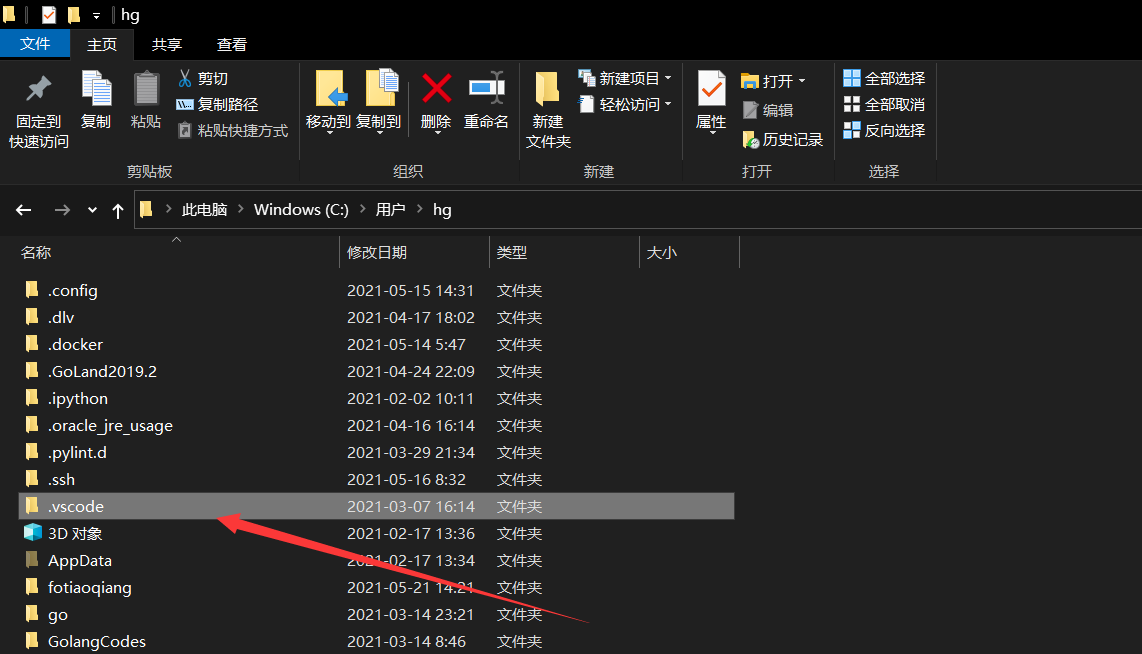 hg
文件 主页 共享 查看
固定到快速访问 复制 粘贴 剪切 复制路径 粘贴快捷方式 移动到 复制到 删除 重命名 新建文件夹 新建项目 轻松访问 属性 打开 编辑 历史记录 全部选择 全部取消 反向选择
剪贴板 组织 新建 打开 选择
此电脑 Windows (C:) 用户 hg
名称 修改日期 类型 大小
.config 2021-05-15 14:31 文件夹
.dlv 2021-04-17 18:02 文件夹
.docker 2021-05-14 5:47 文件夹
.GoLand2019.2 2021-04-24 22:09 文件夹
.ipython 2021-02-02 10:11 文件夹
.oracle_jre_usage 2021-04-16 16:14 文件夹
.pylint.d 2021-03-29 21:34 文件夹
.ssh 2021-05-16 8:32 文件夹
.vscode 2021-03-07 16:14 文件夹
3D 对象 2021-02-17 13:36 文件夹
AppData 2021-02-17 13:34 文件夹
fotiaoqiang 2021-05-21 14:21 文件夹
go 2021-03-14 23:21 文件夹
GolangCodes 2021-03-14 8:46 文件夹